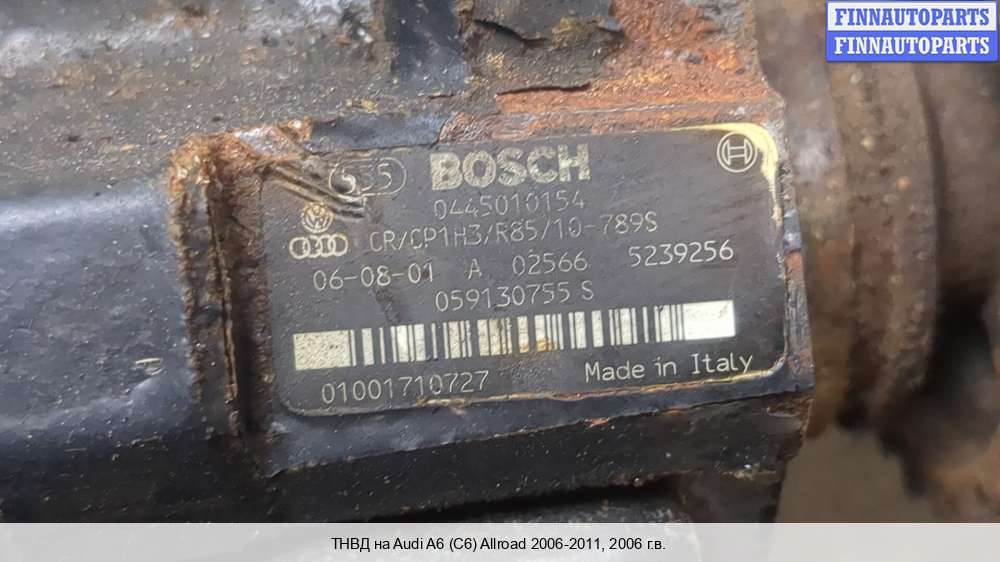 FINNAUTOPARTS
FINNAUTOPARTS
BOSCH
0445010154
CR/CP1H3/R85/10-789S
06-08-01 A 02566 5239256
059130755 S
01001710727
Made in Italy
ТНВД на Audi A6 (C6) Allroad 2006-2011, 2006 г.в.